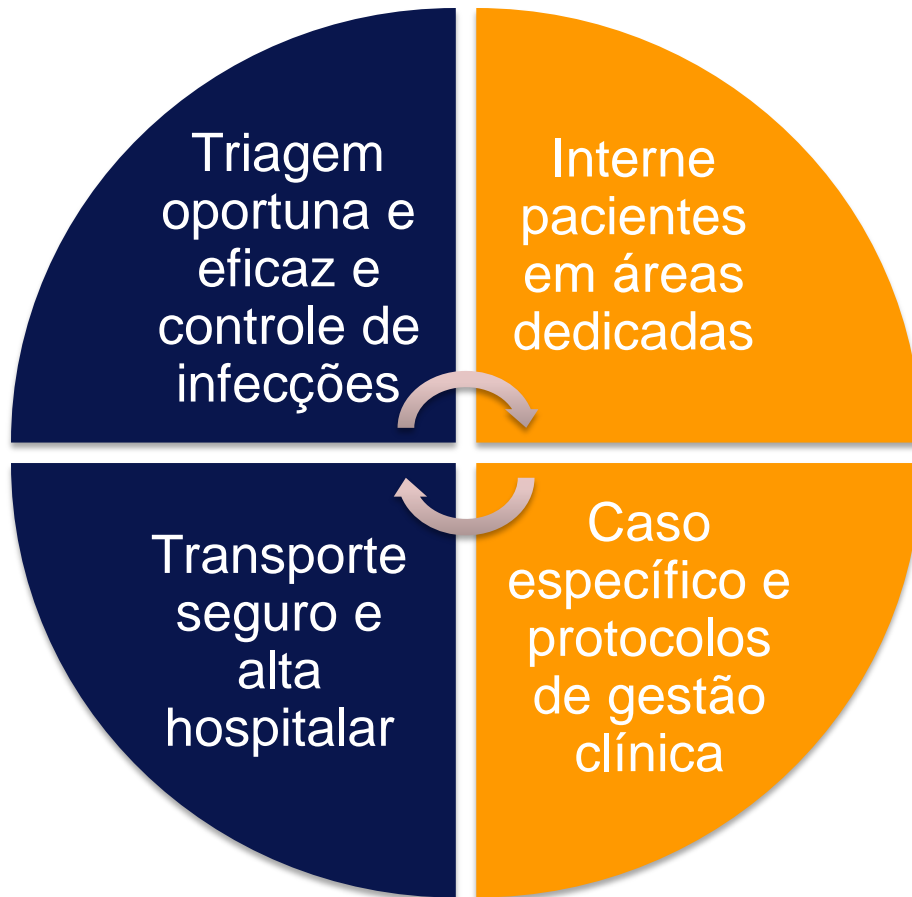 Triagem
oportuna e
eficaz e
controle de
infecções
Interne
pacientes
em áreas
dedicadas
Transporte
seguro e
alta
hospitalar
Caso
específico e
protocolos
de gestão
clínica